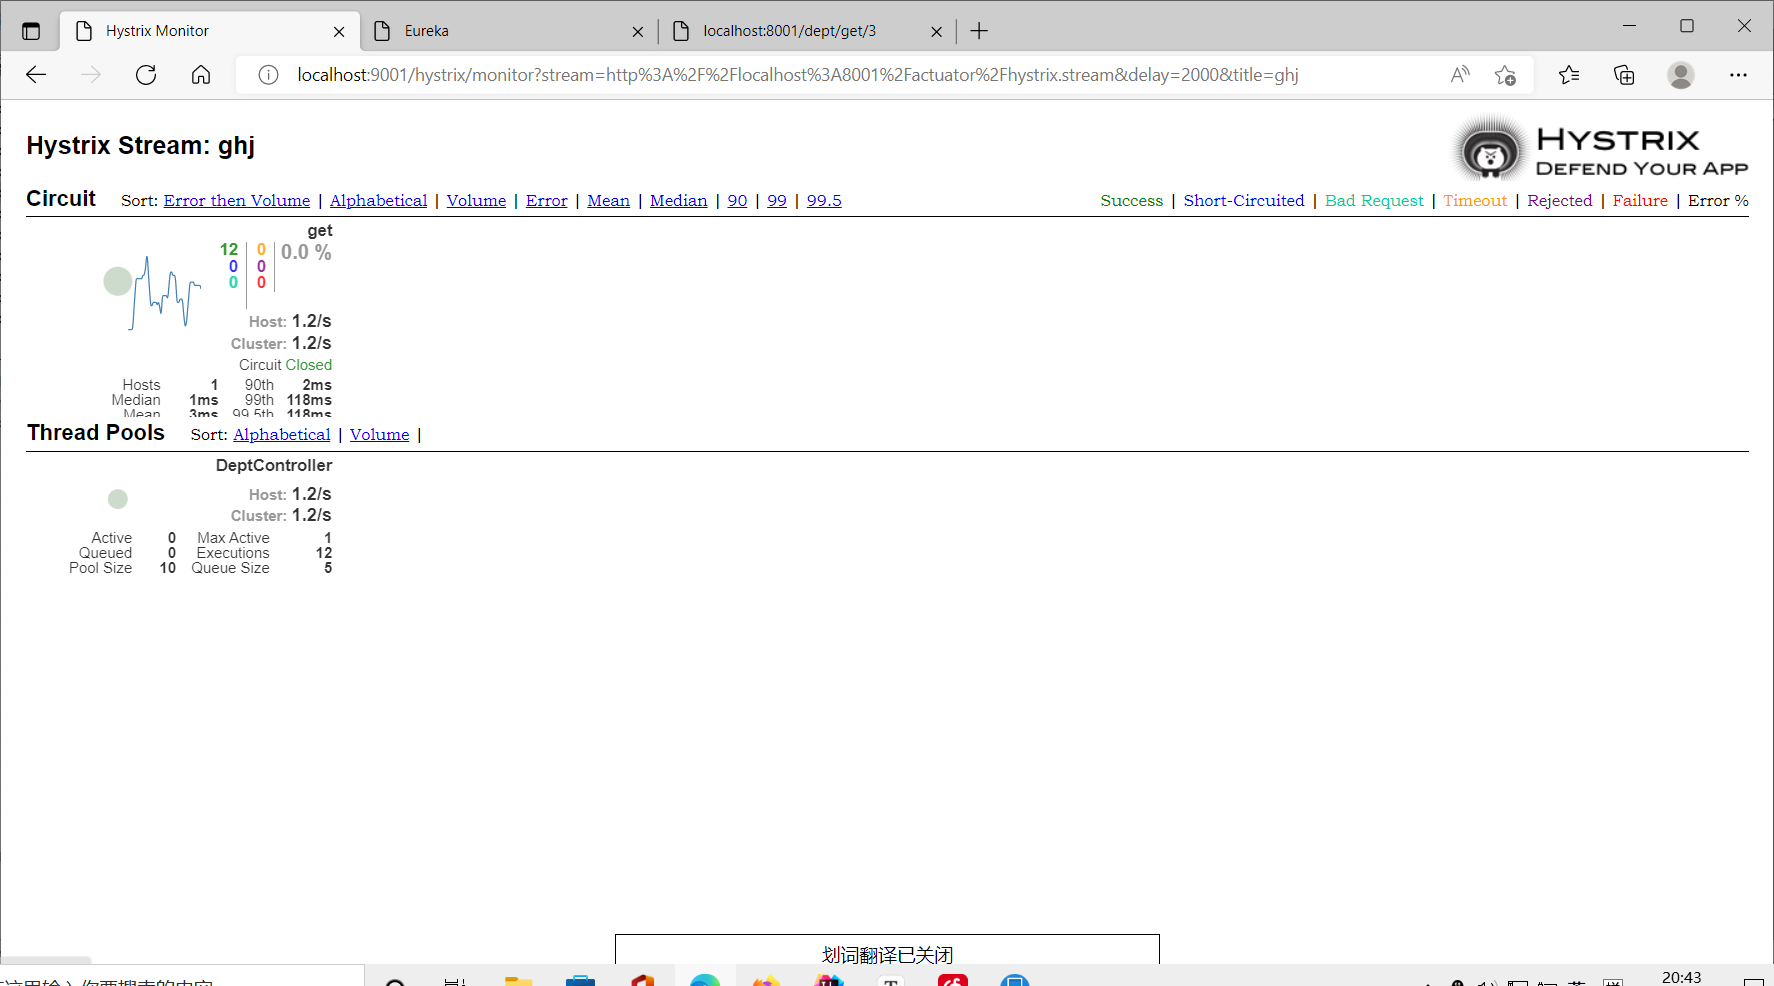 Hystrix Monitor
Eureka
localhost:8001/dept/get/3
localhost:9001/hystrix/monitor?stream=http%3A%2F%2Flocalhost%3A8001%2Factuator%2Fhystrix.stream&delay=2000&title=ghj
Hystrix Stream: ghj
HYSTRIX
DEFEND YOUR APP
Circuit Sort: Error then Volume | Alphabetical | Volume | Error | Mean | Median | 90 | 99 | 99.5
Success | Short-Circuited | Bad Request | Timeout | Rejected | Failure | Error %
get
12 0 0.0 %
0 0
0 0
Host: 1.2/s
Cluster: 1.2/s
Circuit Closed
Hosts 1 90th 2ms
Median 1ms 99th 118ms
Mean 3ms 99.5th 118ms
Thread Pools Sort: Alphabetical | Volume |
DeptController
Host: 1.2/s
Cluster: 1.2/s
Active 0 Max Active 1
Queued 0 Executions 12
Pool Size 10 Queue Size 5
划词翻译已关闭
20:43